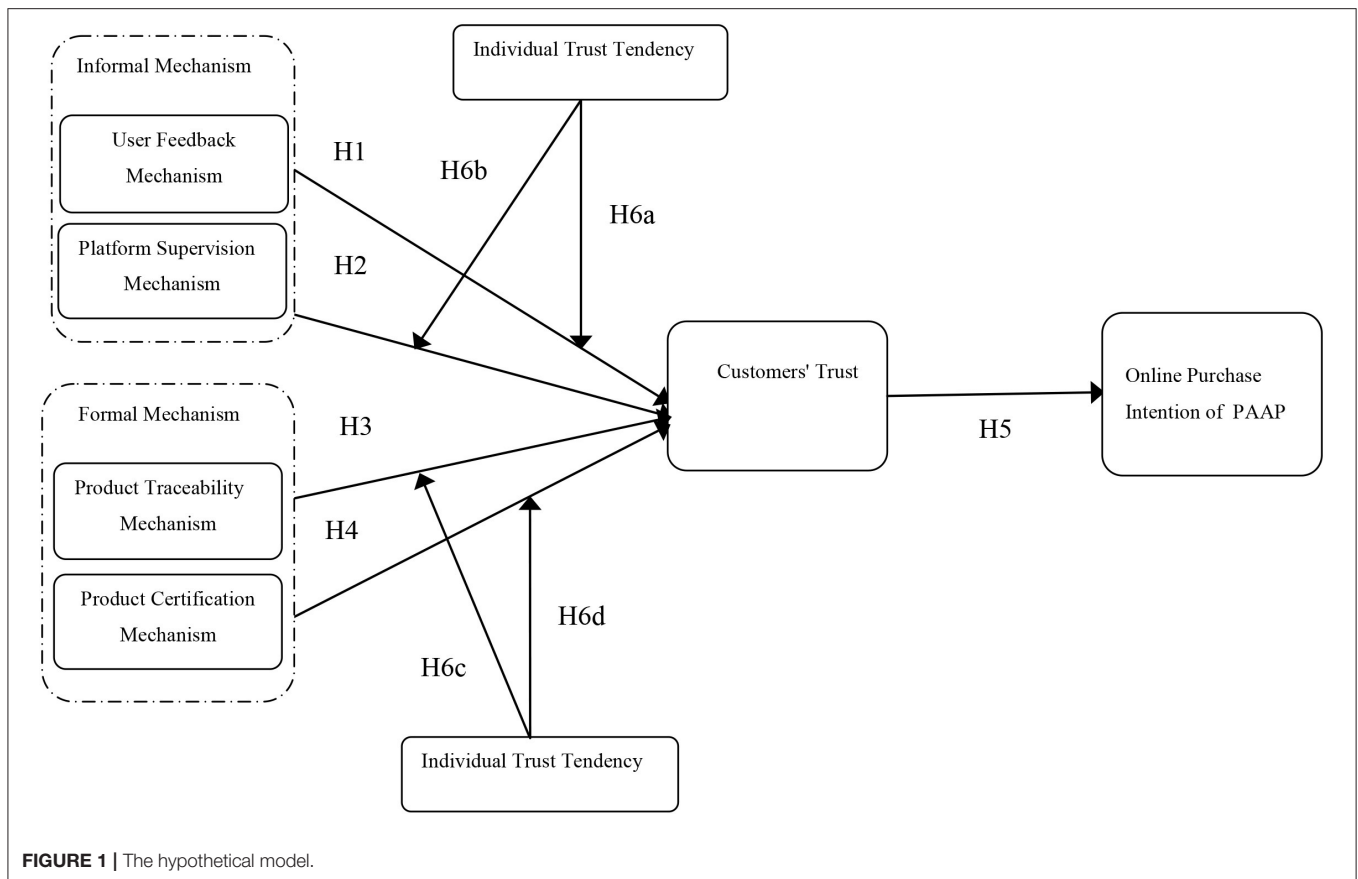 Informal Mechanism
User Feedback
Mechanism
Platform Supervision
Mechanism
Individual Trust Tendency
H1
H6b
H6a
H2
Formal Mechanism
Product Traceability
Mechanism
Product Certification
Mechanism
H3
H4
Customers' Trust
H5
Online Purchase
Intention of PAAP
H6d
H6c
Individual Trust Tendency
FIGURE 1 | The hypothetical model.